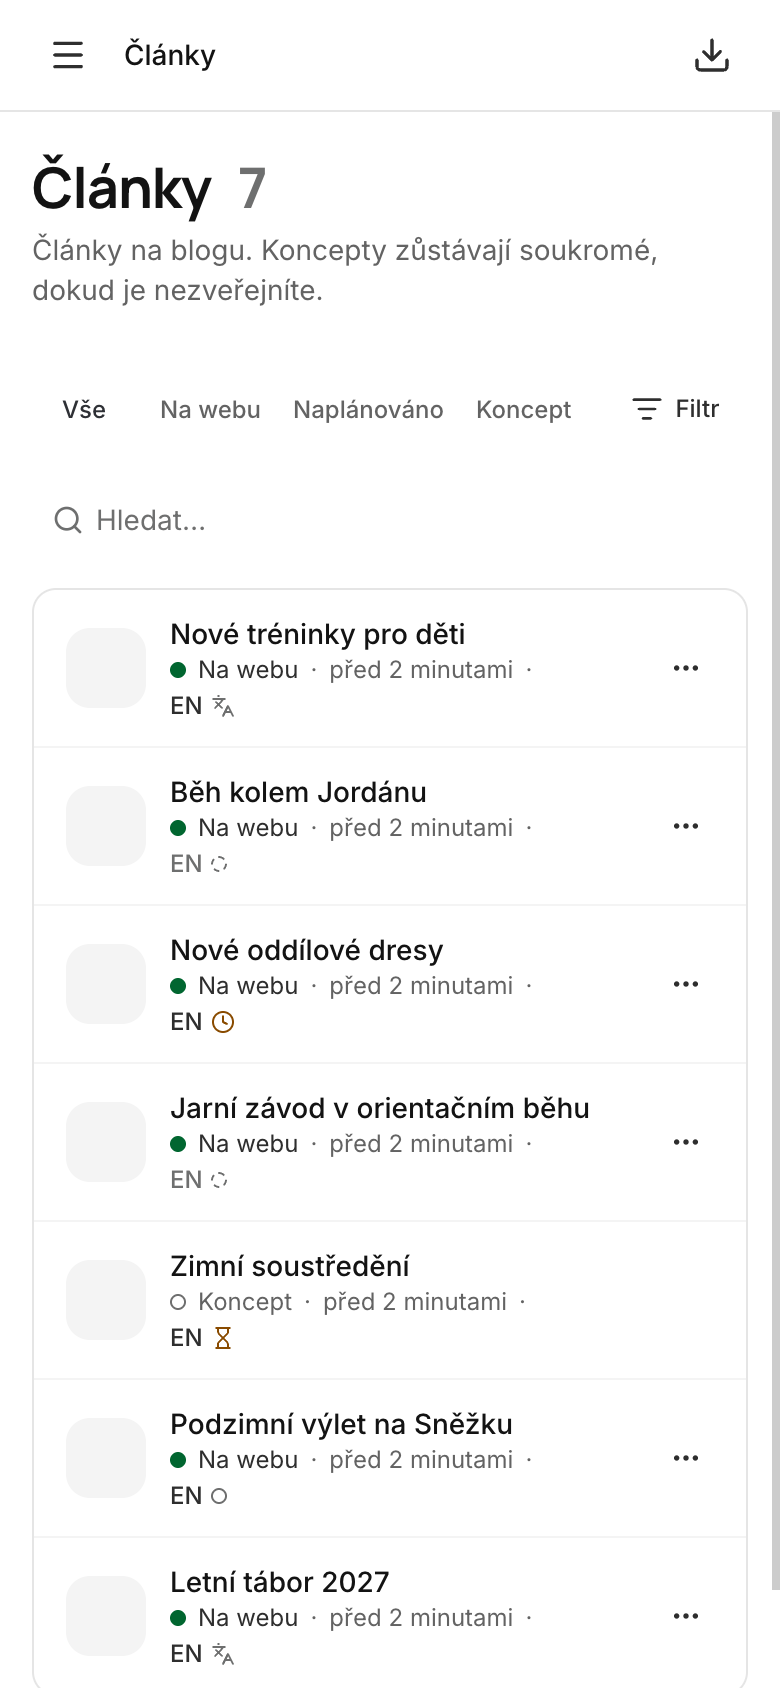 Články
Články 7
Články na blogu. Koncepty zůstávají soukromé,
dokud je nezveřejníte.
Vše Na webu Naplánováno Koncept Filtr
Hledat...
Nové tréninky pro děti
Na webu · před 2 minutami ·
EN
Běh kolem Jordánu
Na webu · před 2 minutami ·
EN
Nové oddílové dresy
Na webu · před 2 minutami ·
EN
Jarní závod v orientačním běhu
Na webu · před 2 minutami ·
EN
Zimní soustředění
Koncept · před 2 minutami ·
EN
Podzimní výlet na Sněžku
Na webu · před 2 minutami ·
EN
Letní tábor 2027
Na webu · před 2 minutami ·
EN